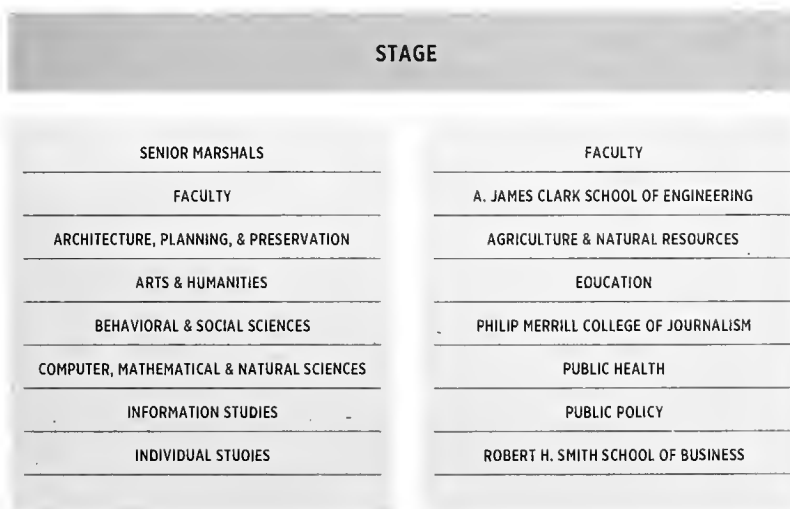 STAGE
SENIOR MARSHALS
FACULTY
ARCHITECTURE, PLANNING, & PRESERVATION
ARTS & HUMANITIES
BEHAVIORAL & SOCIAL SCIENCES
COMPUTER, MATHEMATICAL & NATURAL SCIENCES
INFORMATION STUDIES
INDIVIDUAL STUDIES
FACULTY
A. JAMES CLARK SCHOOL OF ENGINEERING
AGRICULTURE & NATURAL RESOURCES
EDUCATION
PHILIP MERRILL COLLEGE OF JOURNALISM
PUBLIC HEALTH
PUBLIC POLICY
ROBERT H. SMITH SCHOOL OF BUSINESS